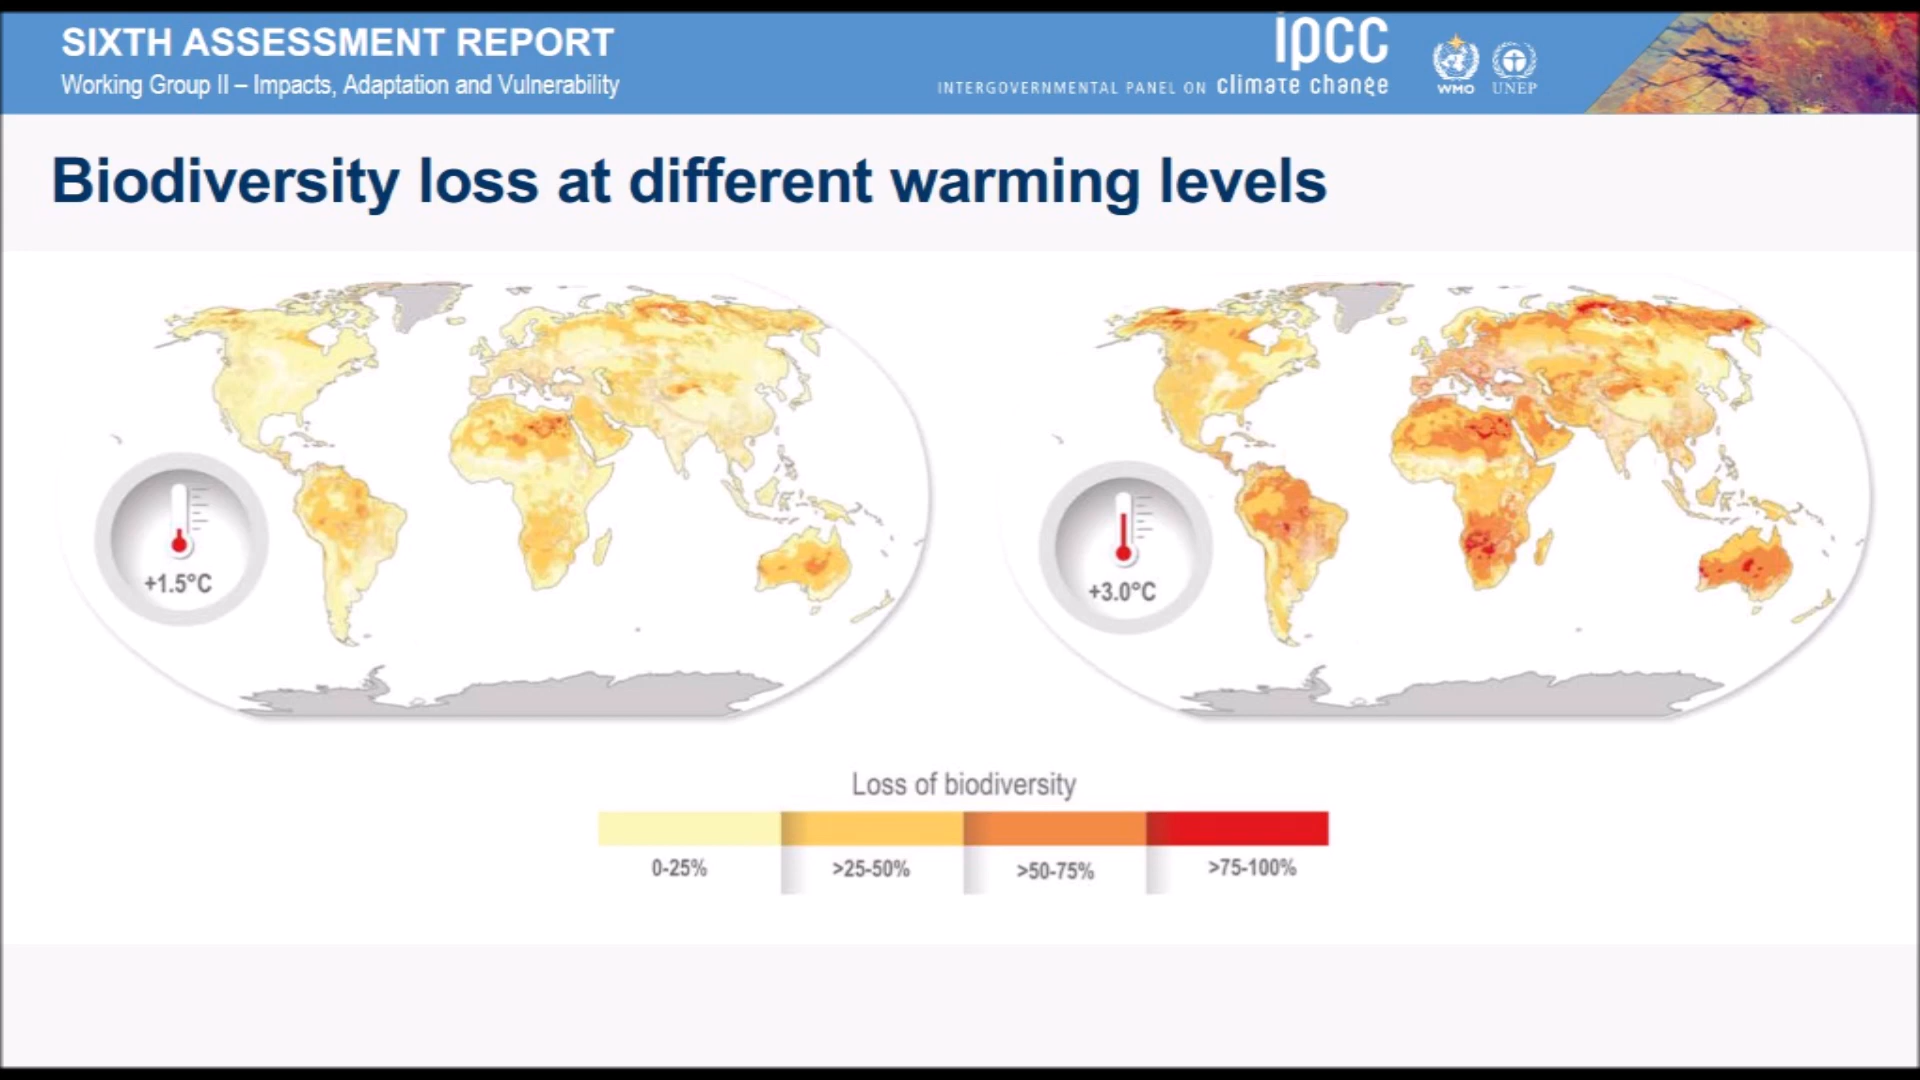 SIXTH ASSESSMENT REPORT
Working Group II – Impacts, Adaptation and Vulnerability
ipcc
INTERGOVERNMENTAL PANEL ON climate change
WMO
UNEP
Biodiversity loss at different warming levels
+1.5°C
+3.0°C
Loss of biodiversity
0-25%
>25-50%
>50-75%
>75-100%